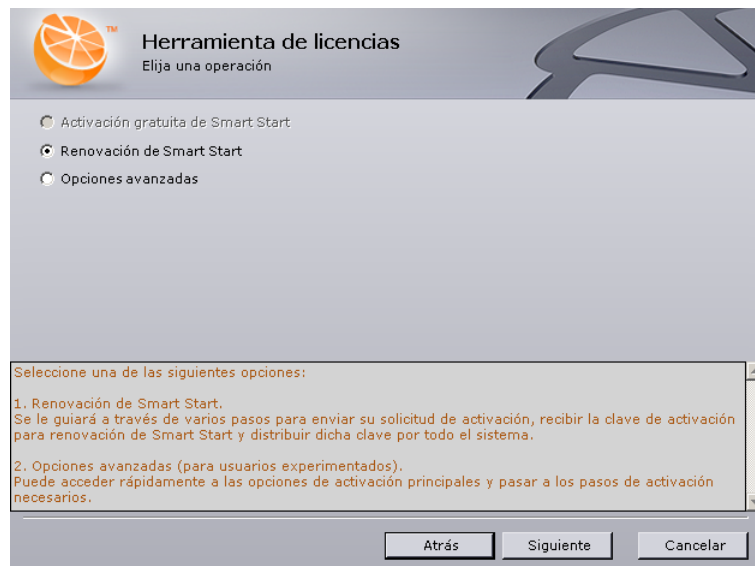 TM
Herramienta de licencias
Elija una operación
Activación gratuita de Smart Start
Renovación de Smart Start
Opciones avanzadas
Seleccione una de las siguientes opciones:
1. Renovación de Smart Start.
Se le guiará a través de varios pasos para enviar su solicitud de activación, recibir la clave de activación
para renovación de Smart Start y distribuir dicha clave por todo el sistema.
2. Opciones avanzadas (para usuarios experimentados).
Puede acceder rápidamente a las opciones de activación principales y pasar a los pasos de activación
necesarios.
Atrás
Siguiente
Cancelar